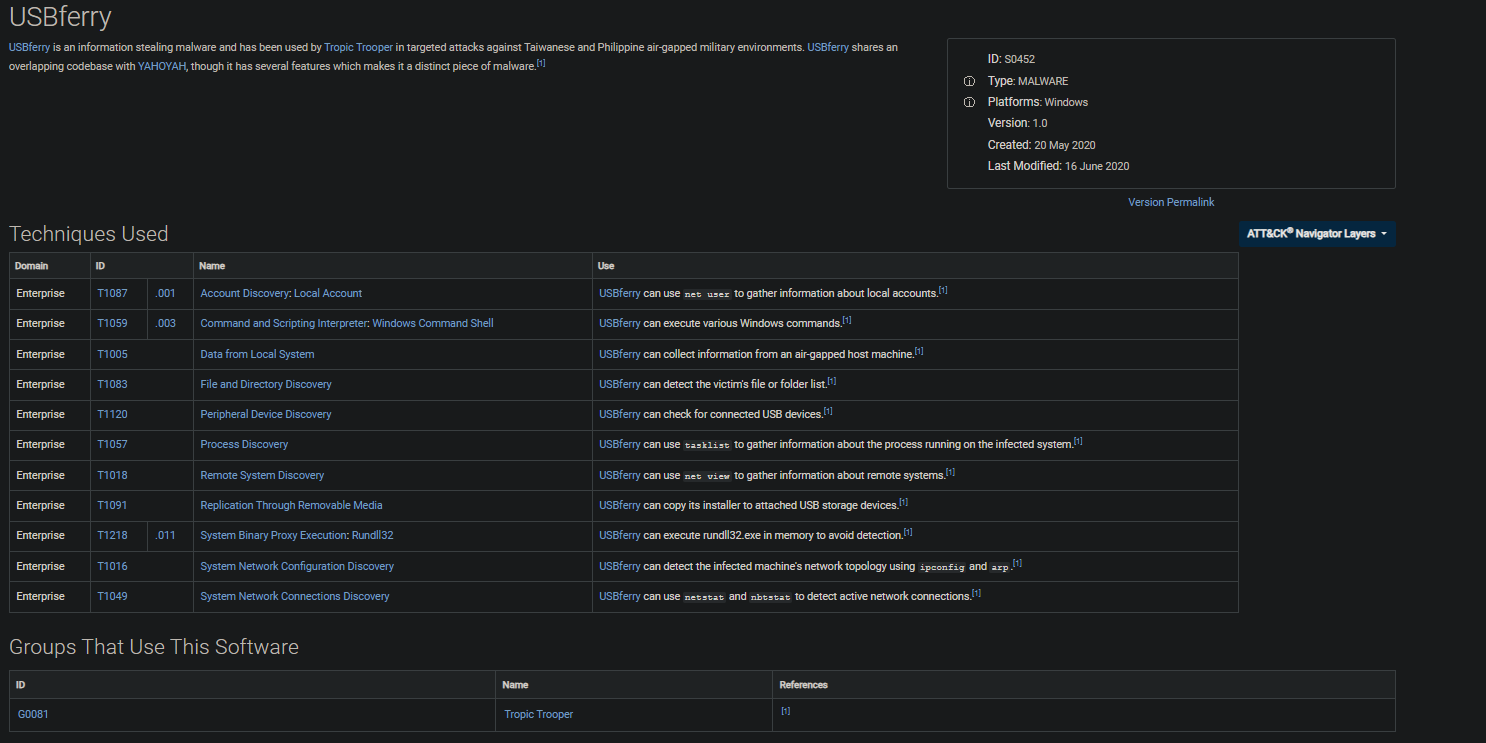 USBferry
USBferry is an information stealing malware and has been used by Tropic Trooper in targeted attacks against Taiwanese and Philippine air-gapped military environments. USBferry shares an
overlapping codebase with YAHOYAH, though it has several features which makes it a distinct piece of malware.[1]
ID: S0452
ⓘ Type: MALWARE
ⓘ Platforms: Windows
Version: 1.0
Created: 20 May 2020
Last Modified: 16 June 2020
Version Permalink
Techniques Used
ATT&CK® Navigator Layers
Domain ID Name Use
Enterprise T1087 .001 Account Discovery: Local Account USBferry can use net user to gather information about local accounts.[1]
Enterprise T1059 .003 Command and Scripting Interpreter: Windows Command Shell USBferry can execute various Windows commands.[1]
Enterprise T1005 Data from Local System USBferry can collect information from an air-gapped host machine.[1]
Enterprise T1083 File and Directory Discovery USBferry can detect the victim's file or folder list.[1]
Enterprise T1120 Peripheral Device Discovery USBferry can check for connected USB devices.[1]
Enterprise T1057 Process Discovery USBferry can use tasklist to gather information about the process running on the infected system.[1]
Enterprise T1018 Remote System Discovery USBferry can use net view to gather information about remote systems.[1]
Enterprise T1091 Replication Through Removable Media USBferry can copy its installer to attached USB storage devices.[1]
Enterprise T1218 .011 System Binary Proxy Execution: Rundll32 USBferry can execute rundll32.exe in memory to avoid detection.[1]
Enterprise T1016 System Network Configuration Discovery USBferry can detect the infected machine's network topology using ipconfig and arp.[1]
Enterprise T1049 System Network Connections Discovery USBferry can use netstat and nbtstat to detect active network connections.[1]
Groups That Use This Software
ID Name References
G0081 Tropic Trooper [1]